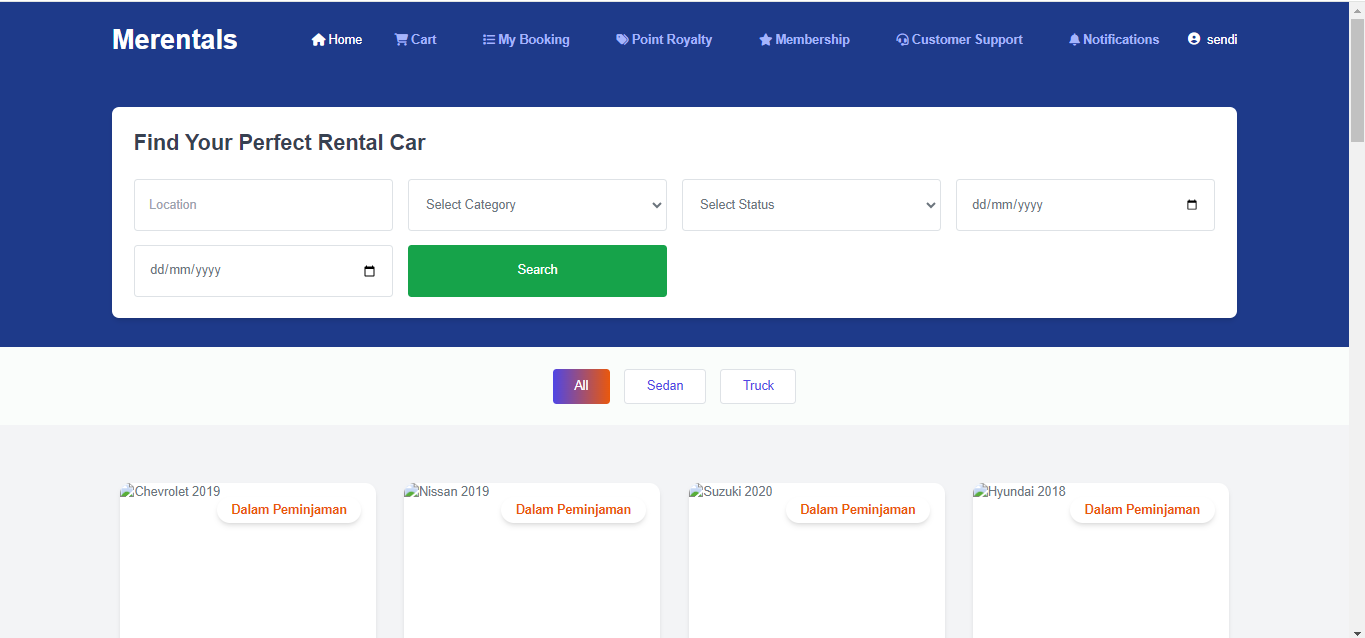 Merentals
Home Cart My Booking Point Royalty Membership Customer Support Notifications sendi
Find Your Perfect Rental Car
Location Select Category Select Status dd/mm/yyyy
dd/mm/yyyy Search
All Sedan Truck
Chevrolet 2019 Nissan 2019 Suzuki 2020 Hyundai 2018
Dalam Peminjaman Dalam Peminjaman Dalam Peminjaman Dalam Peminjaman